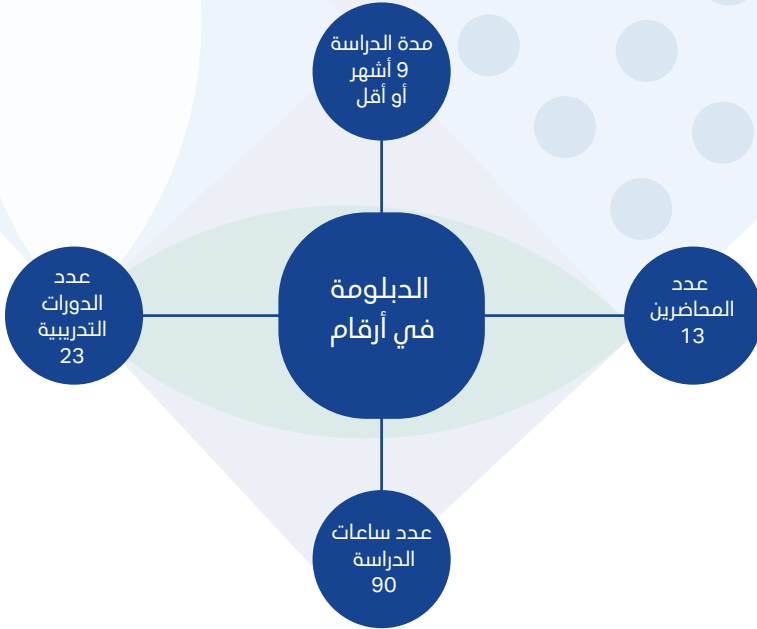 مدة الدراسة
9 أشهر
أو أقل
عدد
المحاضرين
13
الدبلومة
في أرقام
عدد
الدورات
التدريبية
23
عدد ساعات
الدراسة
90